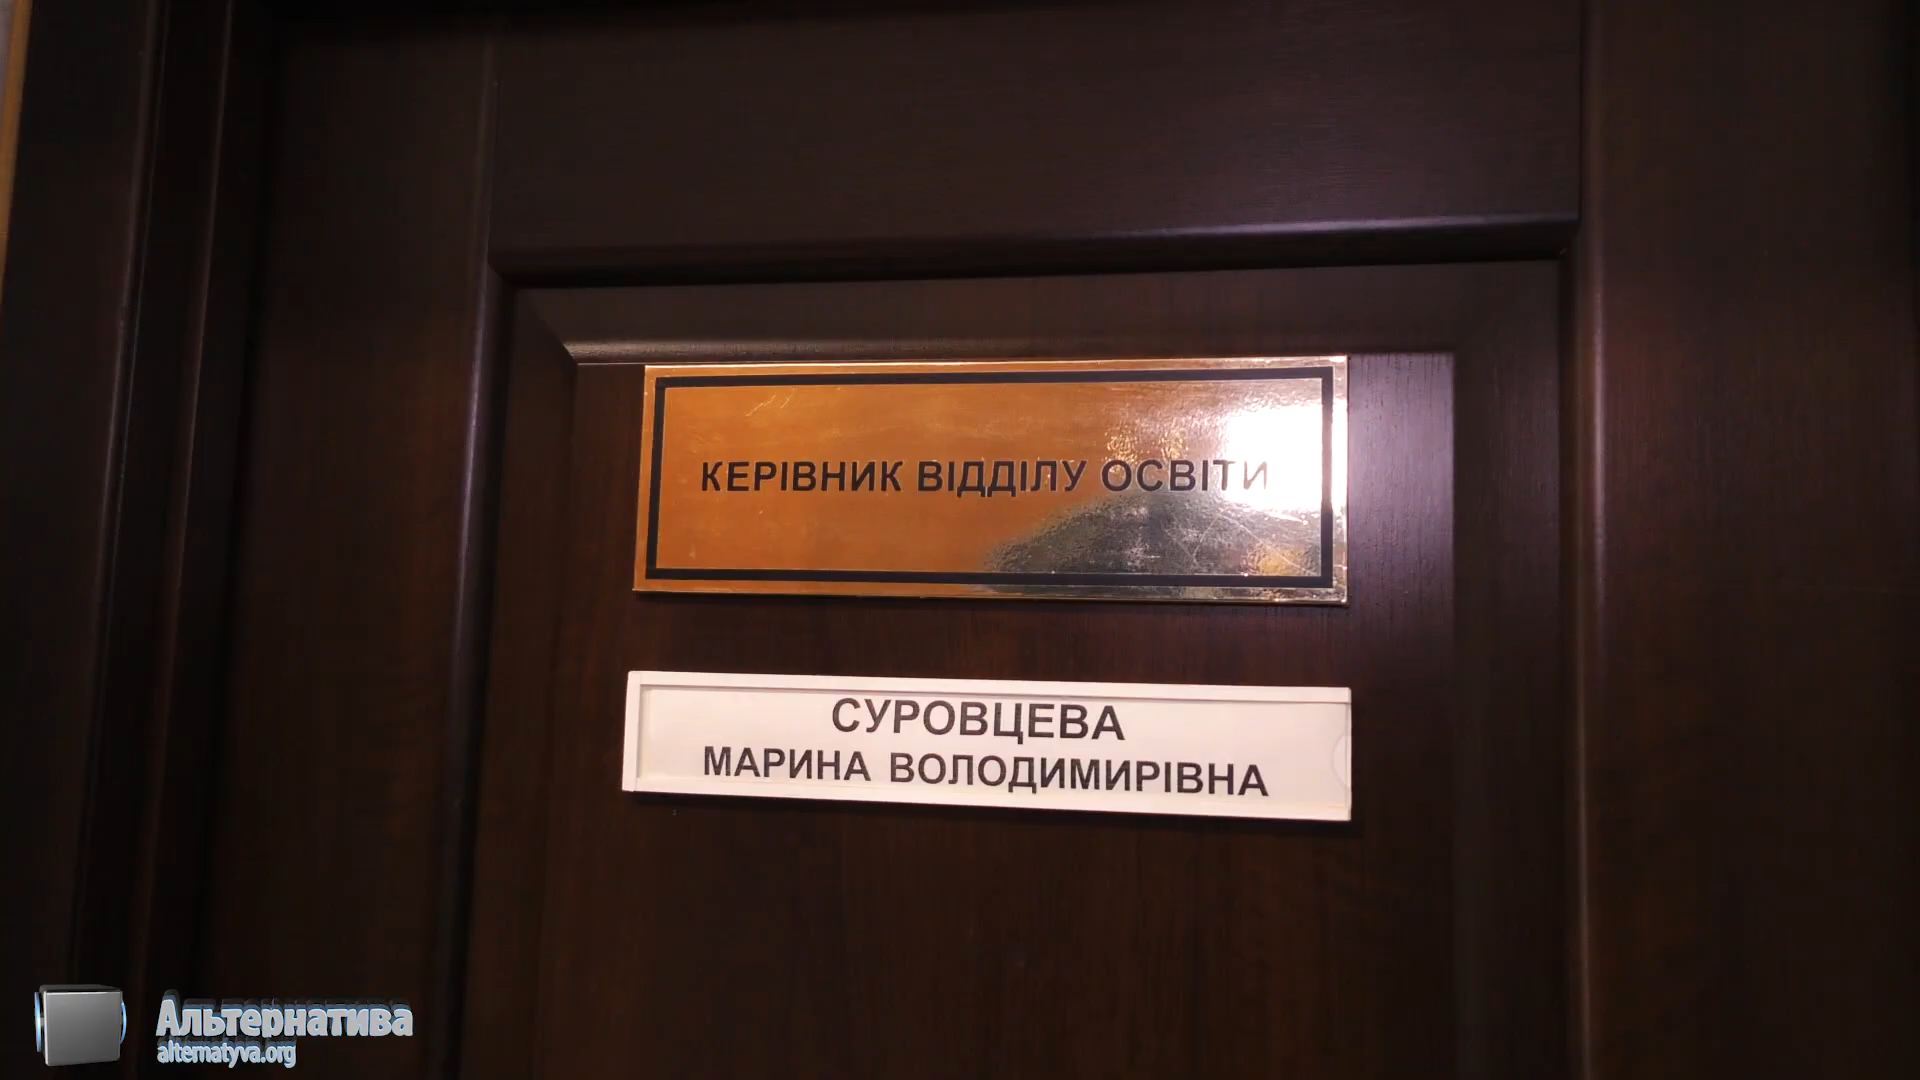 КЕРІВНИК ВІДДІЛУ ОСВІТИ
СУРОВЦЕВА
МАРИНА ВОЛОДИМИРІВНА
Альтернатива
alternatyva.org